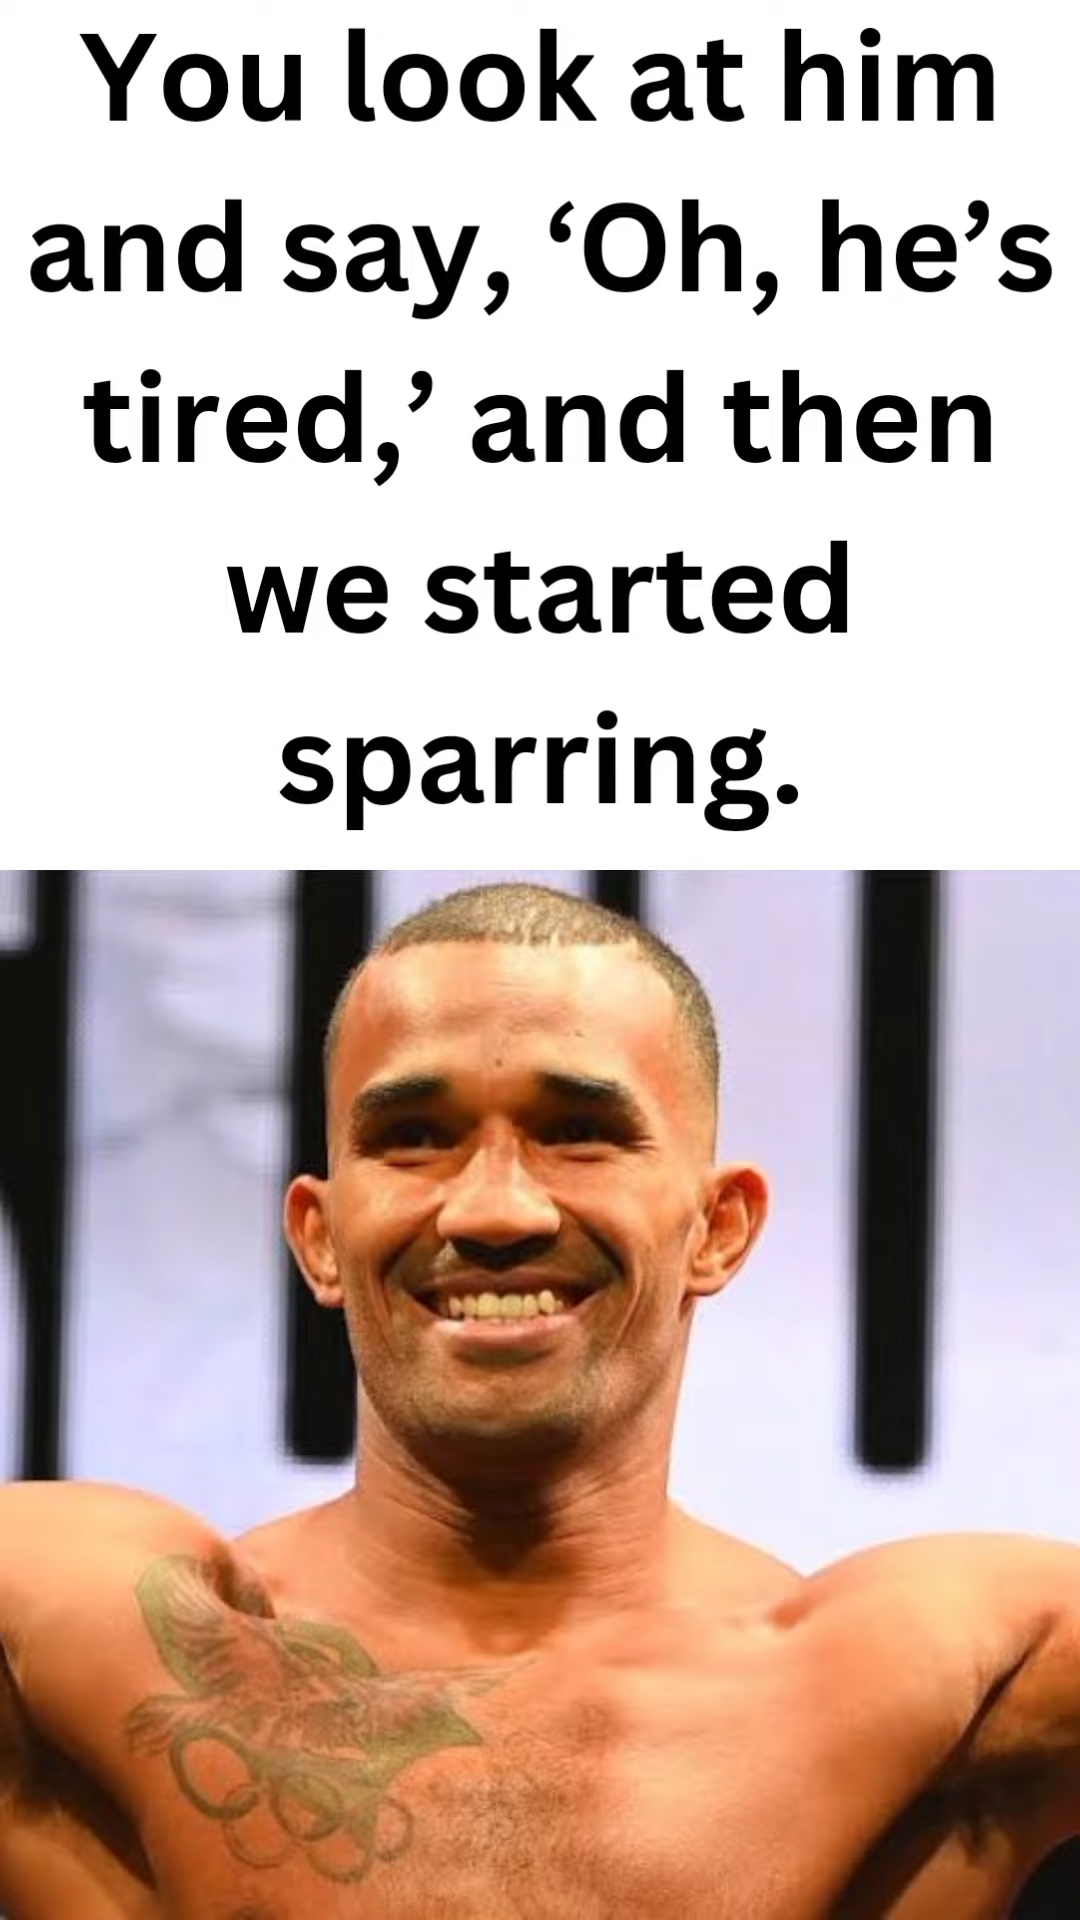 You look at him
and say, ‘Oh, he’s
tired,’ and then
we started
sparring.